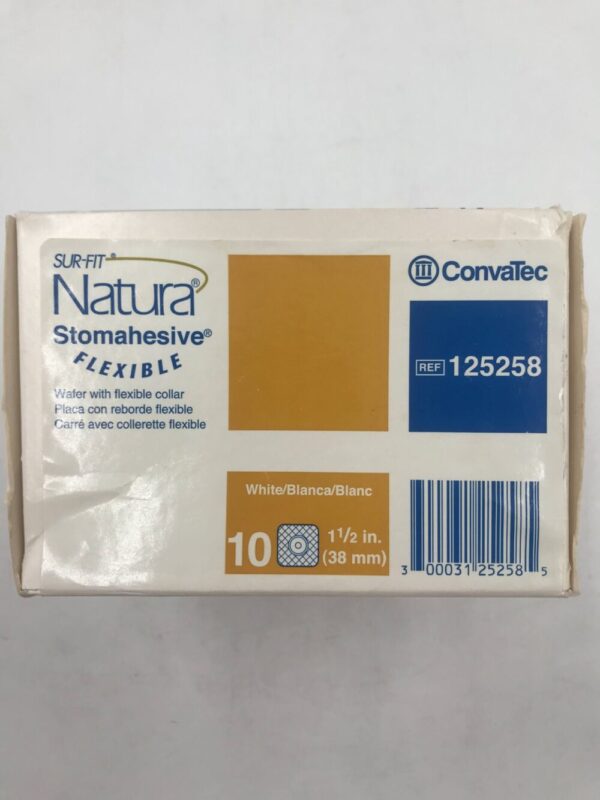 SUR-FIT®
Natura®
Stomahesive®
FLEXIBLE
Wafer with flexible collar
Placa con reborde flexible
Carré avec collerette flexible
ConvaTec
REF 125258
White/Blanca/Blanc
10
1 1/2 in.
(38 mm)
3 00031 25258 5